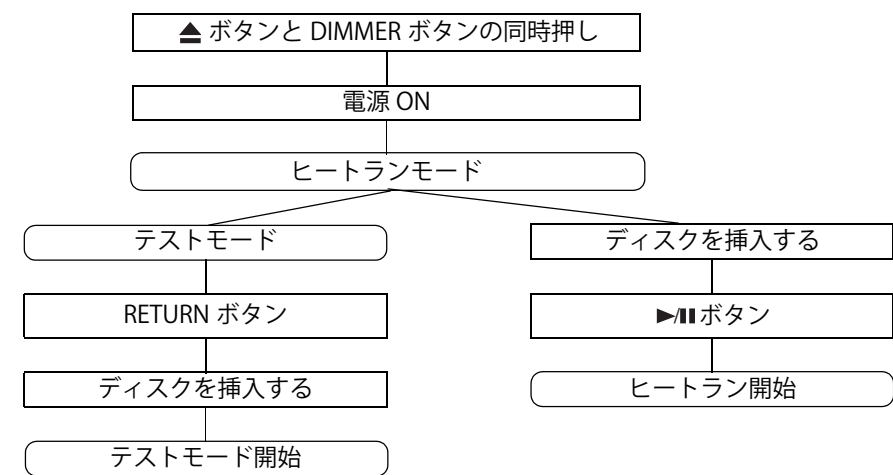 ⏏ ボタンと DIMMER ボタンの同時押し
電源 ON
ヒートランモード
テストモード
RETURN ボタン
ディスクを挿入する
テストモード開始
ディスクを挿入する
►/II ボタン
ヒートラン開始